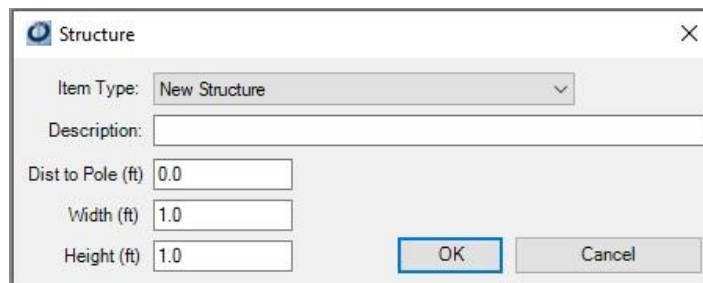 Structure
Item Type: New Structure
Description:
Dist to Pole (ft) 0.0
Width (ft) 1.0
Height (ft) 1.0
OK Cancel